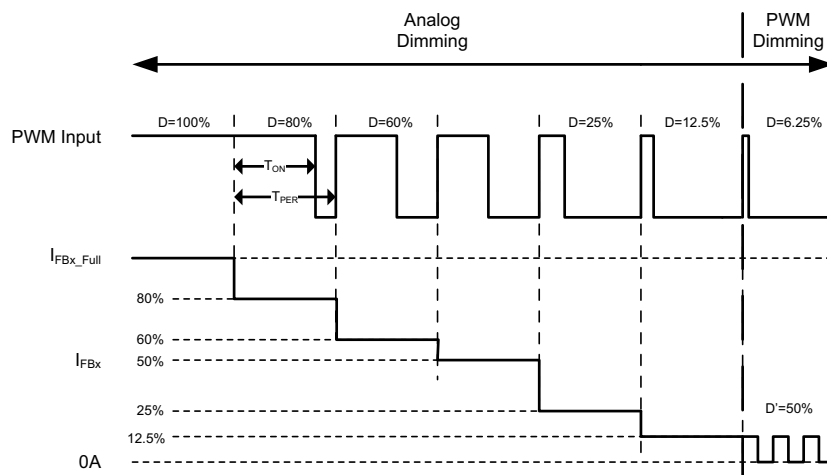 Analog
Dimming
PWM
Dimming
PWM Input
D=100%
D=80%
D=60%
D=25%
D=12.5%
D=6.25%
TON
TPER
IFBx_Full
80%
60%
IFBx
50%
25%
D'=50%
12.5%
0A